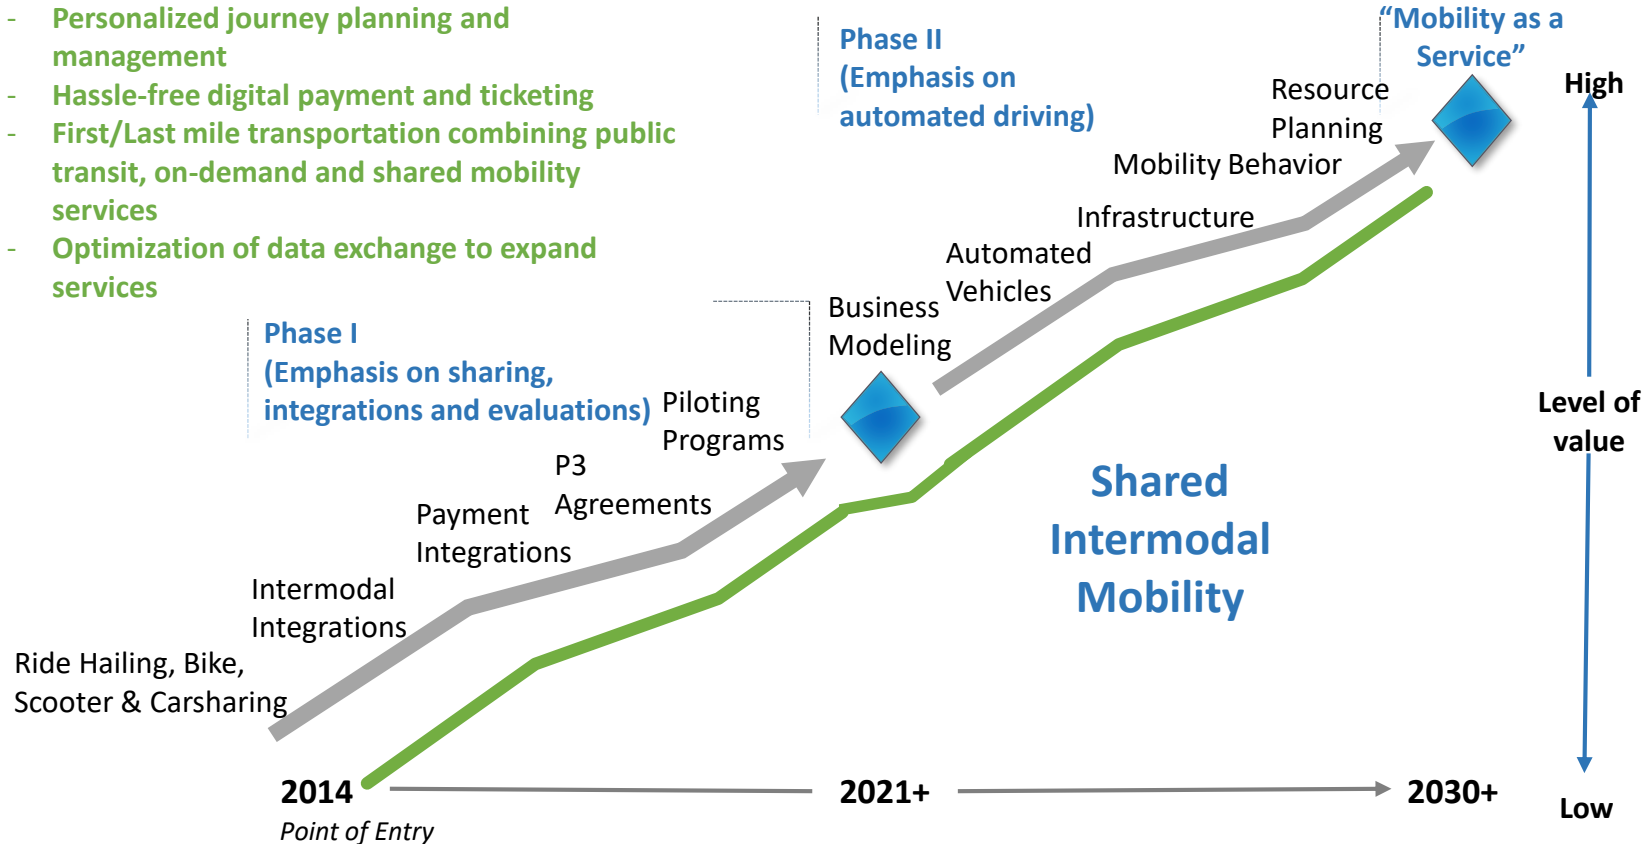 - Personalized journey planning and
management
- Hassle-free digital payment and ticketing
- First/Last mile transportation combining public
transit, on-demand and shared mobility
services
- Optimization of data exchange to expand
services
Phase I
(Emphasis on sharing,
integrations and evaluations)
Phase II
(Emphasis on
automated driving)
“Mobility as a
Service”
Ride Hailing, Bike,
Scooter & Carsharing
Intermodal
Integrations
Payment
Integrations
P3
Agreements
Piloting
Programs
Business
Modeling
Automated
Vehicles
Infrastructure
Mobility Behavior
Resource
Planning
High
Level of
value
Low
Shared
Intermodal
Mobility
2014
Point of Entry
2021+
2030+